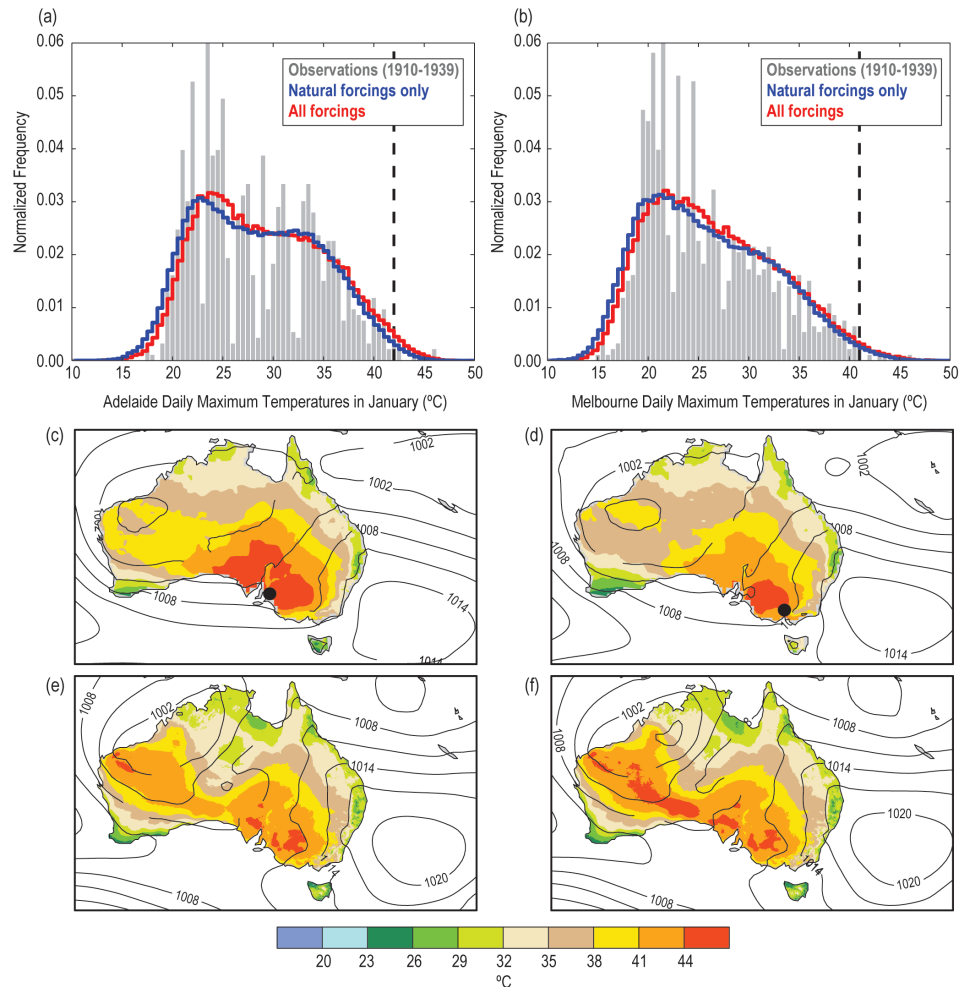 (a)
(b)
0.06
0.05
0.04
0.03
0.02
0.01
0.00
Normalized Frequency
Observations (1910-1939)
Natural forcings only
All forcings
10 15 20 25 30 35 40 45 50
Adelaide Daily Maximum Temperatures in January (ºC)
0.06
0.05
0.04
0.03
0.02
0.01
0.00
Normalized Frequency
Observations (1910-1939)
Natural forcings only
All forcings
10 15 20 25 30 35 40 45 50
Melbourne Daily Maximum Temperatures in January (ºC)
(c)
1002
1002
1008
1008
1014
1014
(d)
1002
1002
1008
1008
1008
1014
1014
(e)
1008
1002
1008
1014
1014
1020
1008
(f)
1008
1002
8
1008
1014
1014
1020
1008
20 23 26 29 32 35 38 41 44
ºC